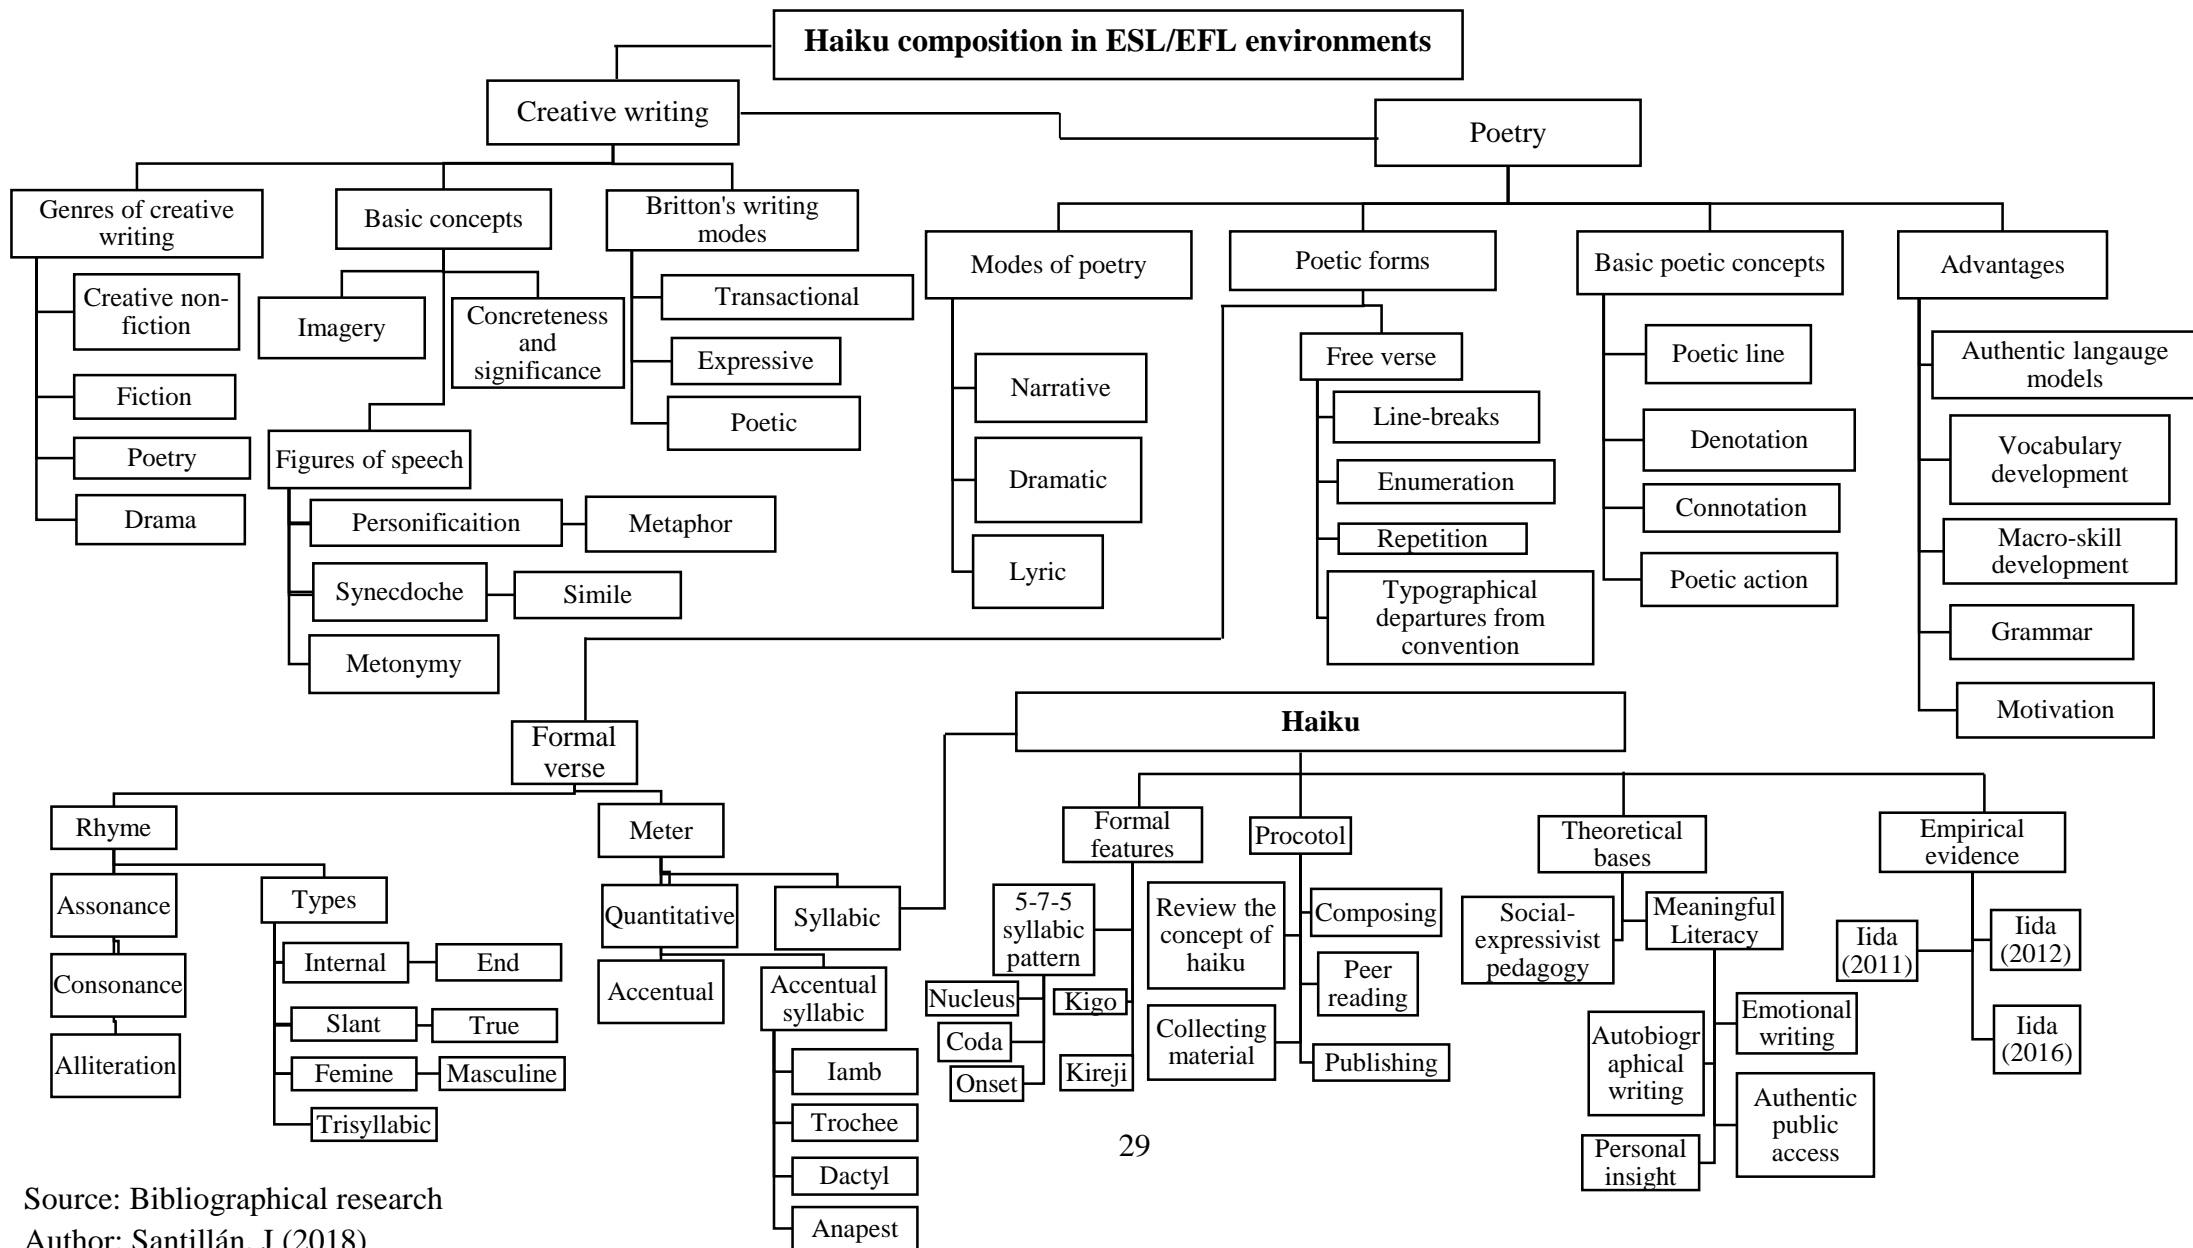 Haiku composition in ESL/EFL environments
Creative writing
Poetry
Genres of creative
writing
Basic concepts
Britton's writing
modes
Creative non-
fiction
Fiction
Poetry
Drama
Imagery
Concreteness
and
significance
Figures of speech
Personificaition
Metaphor
Synecdoche
Simile
Metonymy
Transactional
Expressive
Poetic
Modes of poetry
Poetic forms
Basic poetic concepts
Advantages
Narrative
Dramatic
Lyric
Free verse
Line-breaks
Enumeration
Repetition
Typographical
departures from
convention
Poetic line
Denotation
Connotation
Poetic action
Authentic langauge
models
Vocabulary
development
Macro-skill
development
Grammar
Motivation
Formal
verse
Rhyme
Meter
Assonance
Consonance
Alliteration
Types
Internal
End
Slant
True
Femine
Masculine
Trisyllabic
Quantitative
Syllabic
Accentual
Accentual
syllabic
Iamb
Trochee
Dactyl
Anapest
Haiku
Formal
features
Procotol
Theoretical
bases
Empirical
evidence
5-7-5
syllabic
pattern
Nucleus
Coda
Onset
Kigo
Kireji
Review the
concept of
haiku
Composing
Peer
reading
Collecting
material
Publishing
Social-
expressivist
pedagogy
Meaningful
Literacy
Emotional
writing
Autobiogr
aphical
writing
Authentic
public
access
Personal
insight
Iida
(2011)
Iida
(2012)
Iida
(2016)
29
Source: Bibliographical research
Author: Santillán, J (2018)